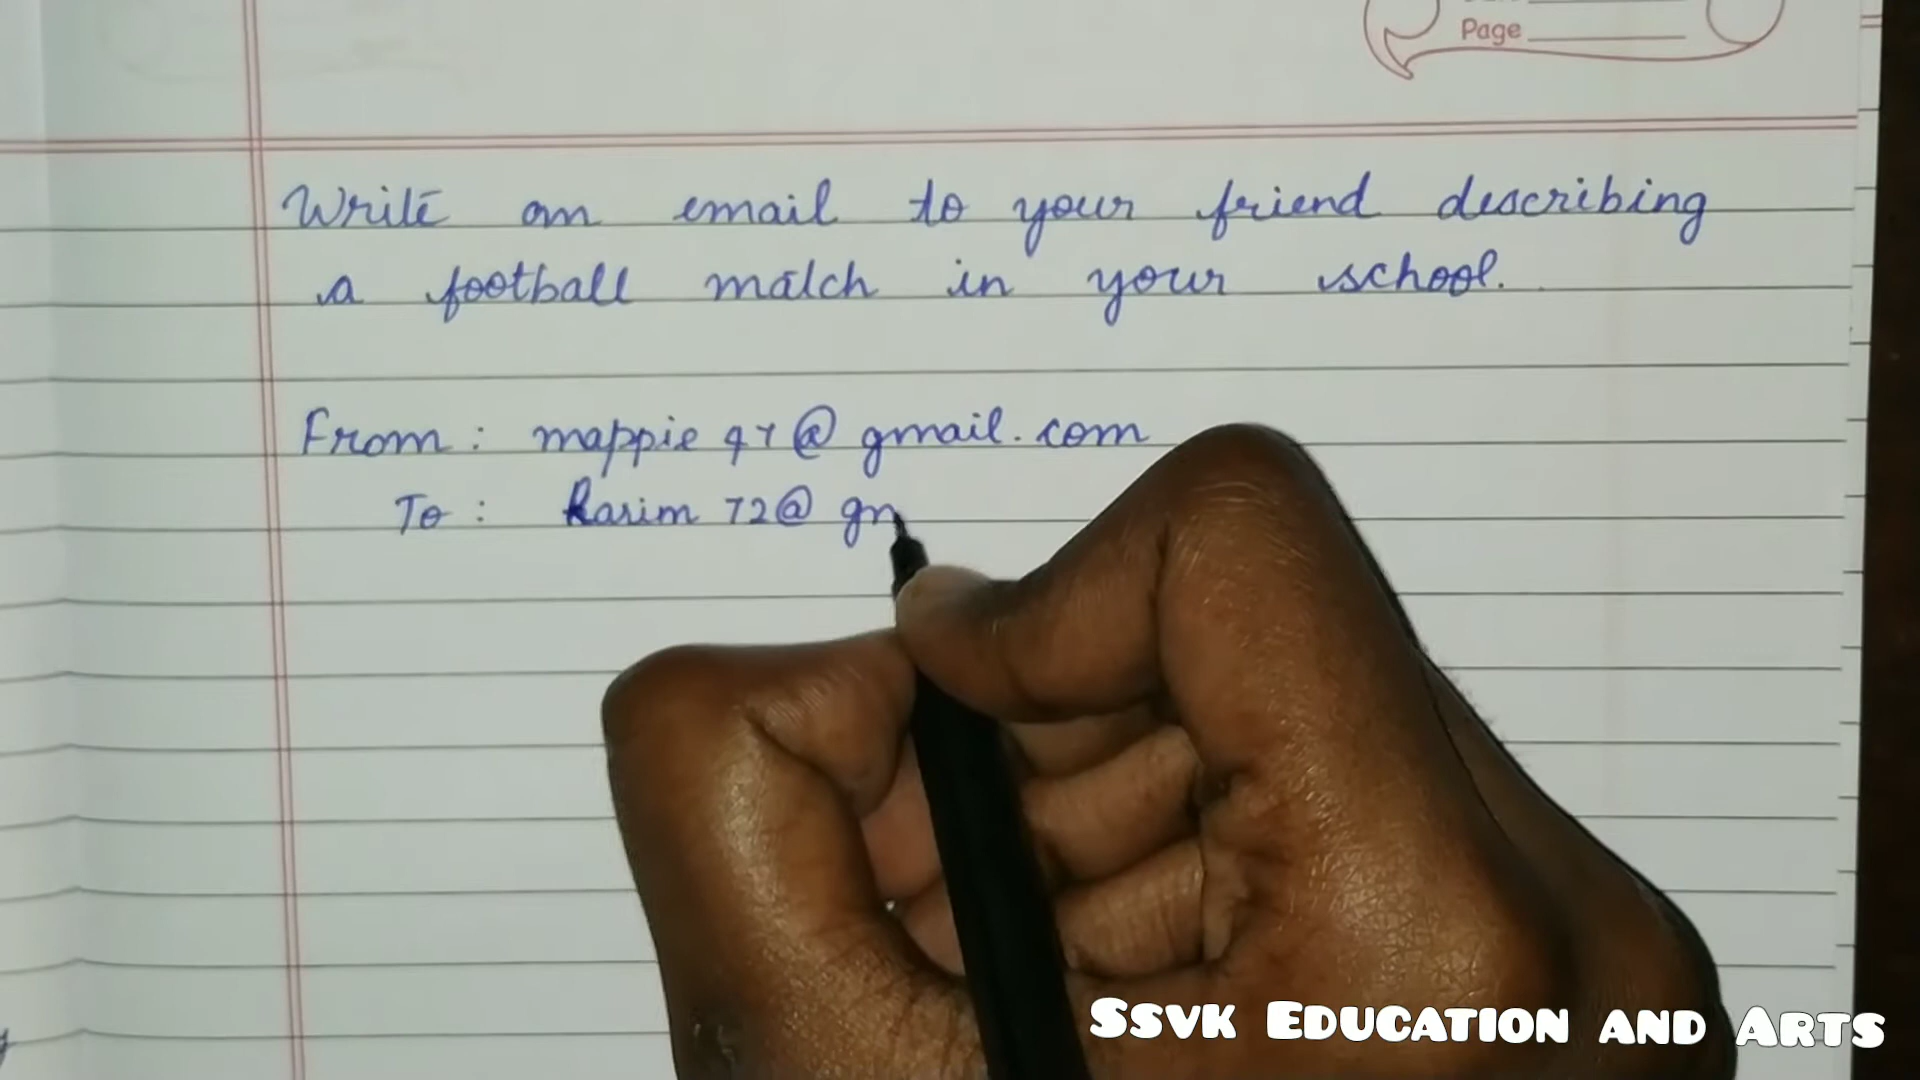 Page
Write an email to your friend describing
a football match in your school.
From: mappie 47@gmail.com
To: Karim 72@ gm
SSVK EDUCATION AND ARTS